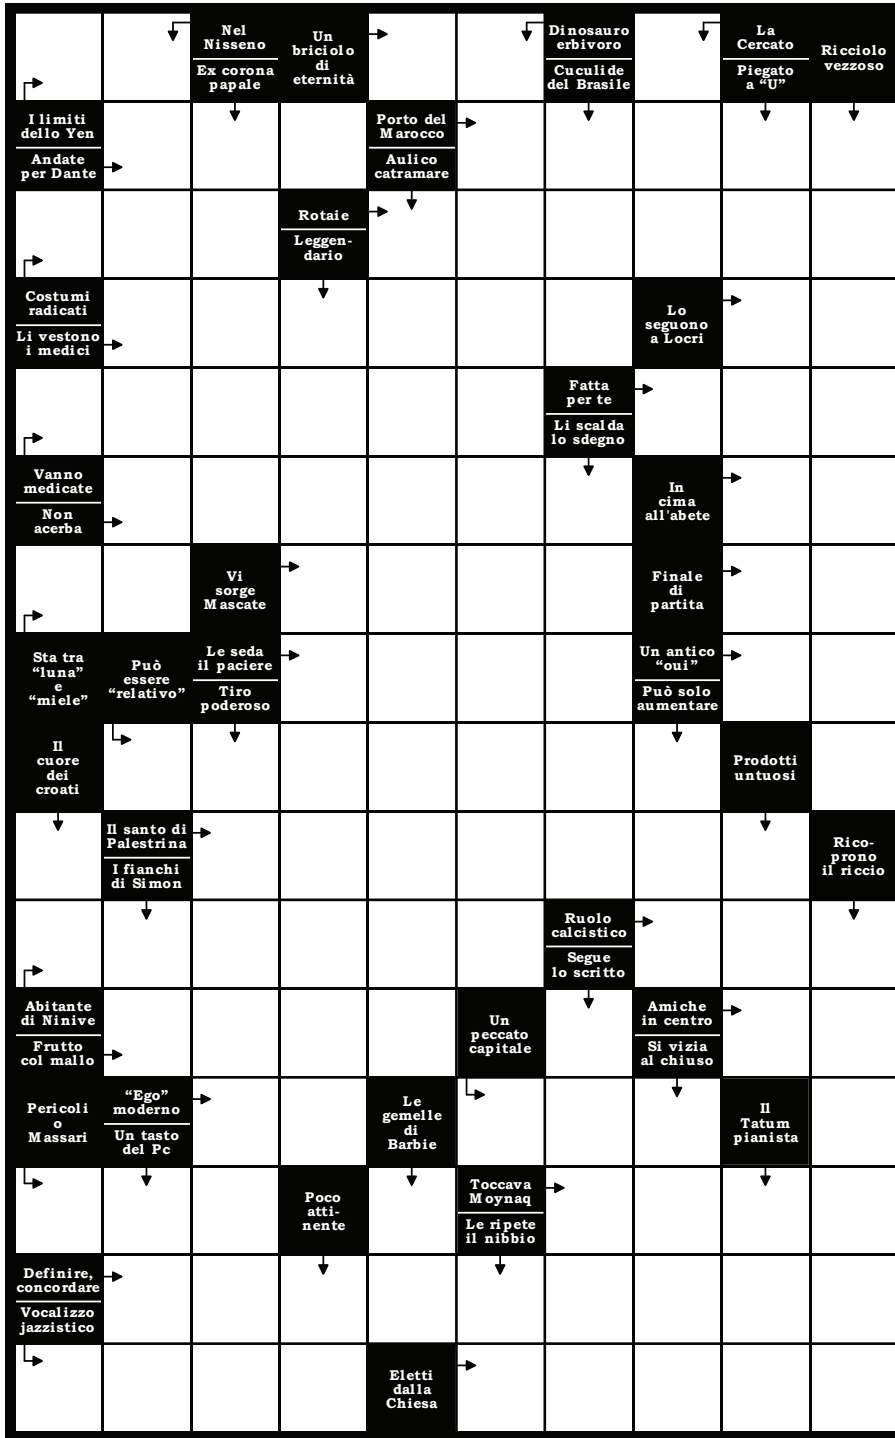 Nel
Nisseno
Ex corona
papale
Un
briciolo
di
eternità
Dinosauro
erbivoro
Cuculide
del Brasile
La
Cercato
Piegato
a “U”
Ricciolo
vezzoso
I limiti
dello Yen
Andate
per Dante
Porto del
Marocco
Aulico
catramare
Rotaie
Leggen-
dario
Costumi
radicati
Li vestono
i medici
Lo
seguono
a Locri
Fatta
per te
Li scalda
lo sdegno
Vanno
medicate
Non
acerba
In
cima
all'abete
Vi
sorge
Mascate
Finale
di
partita
Sta tra
“luna”
e
“miele”
Può
essere
“relativo”
Le seda
il paciere
Tiro
poderoso
Un antico
“oui”
Può solo
aumentare
Il
cuore
dei
croati
Prodotti
untuosi
Il santo di
Palestrina
I fianchi
di Simon
Rico-
prono
il riccio
Ruolo
calcistico
Segue
lo scritto
Abitante
di Ninive
Frutto
col mallo
Un
peccato
capitale
Amiche
in centro
Si vizia
al chiuso
Pericoli
o
Massari
“Ego”
moderno
Un tasto
del Pc
Le
gemelle
di
Barbie
Il
Tatum
pianista
Poco
atti-
nente
Toccava
Moynaq
Le ripete
il nibbio
Definire,
concordare
Vocalizzo
jazzistico
Eletti
dalla
Chiesa